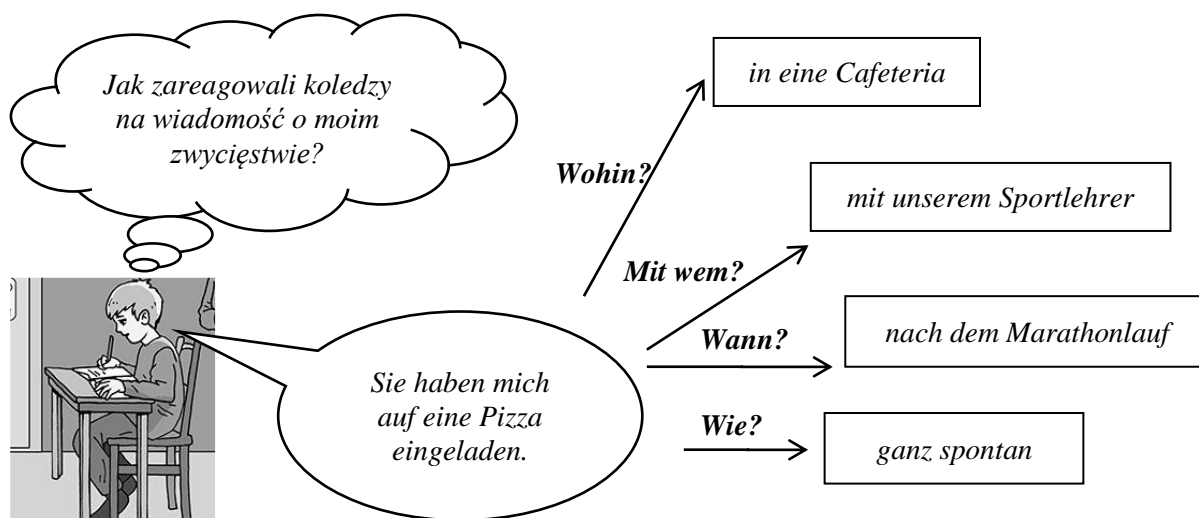 Jak zareagowali koledzy
na wiadomość o moim
zwycięstwie?
in eine Cafeteria
Wohin?
mit unserem Sportlehrer
Mit wem?
Wann?
nach dem Marathonlauf
Sie haben mich
auf eine Pizza
eingeladen.
Wie?
ganz spontan